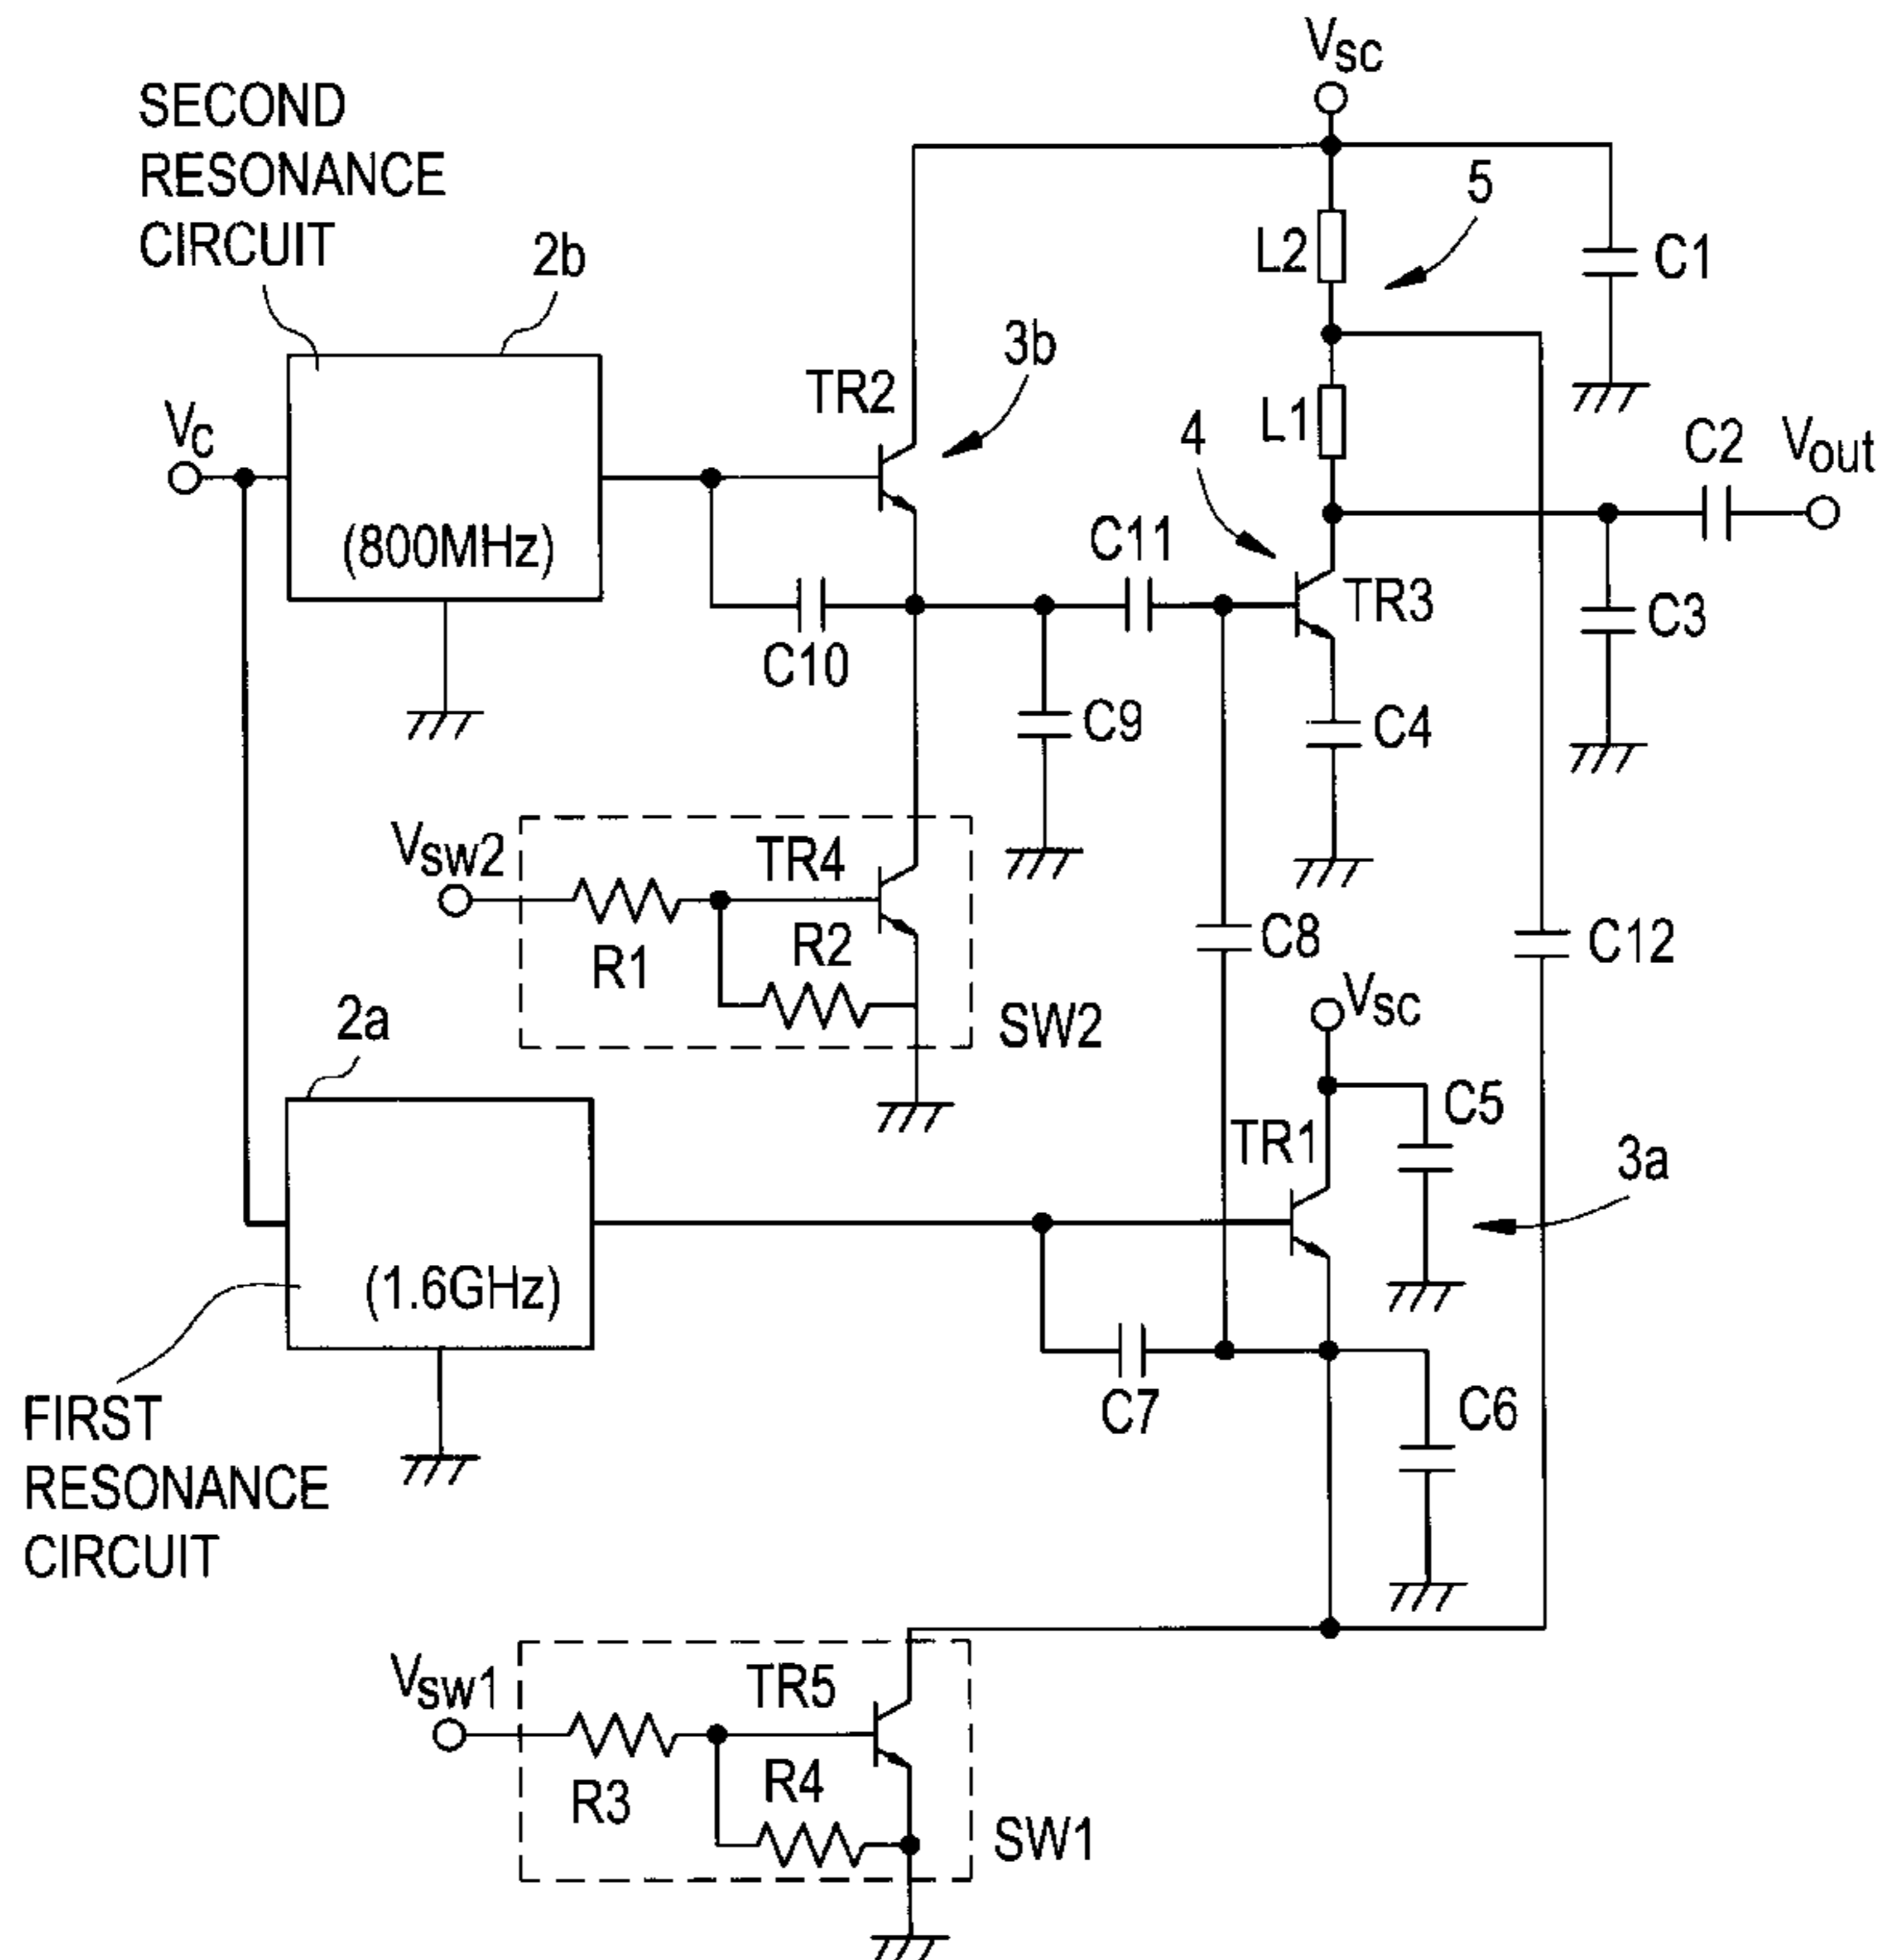 Vsc
SECOND
RESONANCE
CIRCUIT
5
L2
C1
2b
3b
TR2
L1
4
C2
Vout
Vc
(800MHz)
C11
TR3
C3
C10
C9
C4
Vsw2
TR4
R1
R2
C8
C12
SW2
Vsc
2a
C5
TR1
3a
(1.6GHz)
C7
C6
FIRST
RESONANCE
CIRCUIT
Vsw1
TR5
R3
R4
SW1